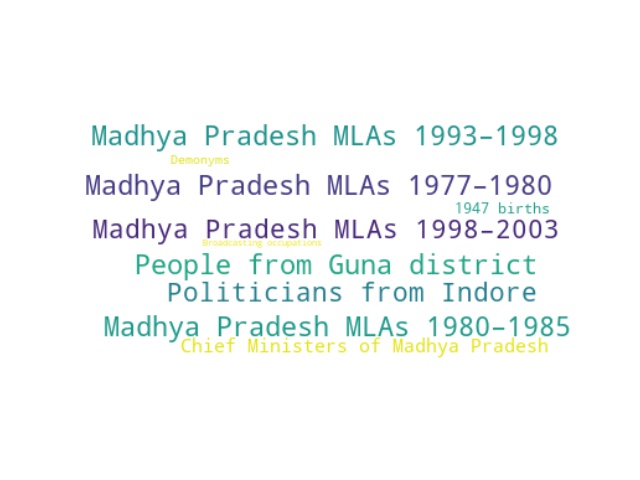 Madhya Pradesh MLAs 1993–1998
Demonyms
Madhya Pradesh MLAs 1977–1980
1947 births
Madhya Pradesh MLAs 1998–2003
Broadcasting occupations
People from Guna district
Politicians from Indore
Madhya Pradesh MLAs 1980–1985
Chief Ministers of Madhya Pradesh